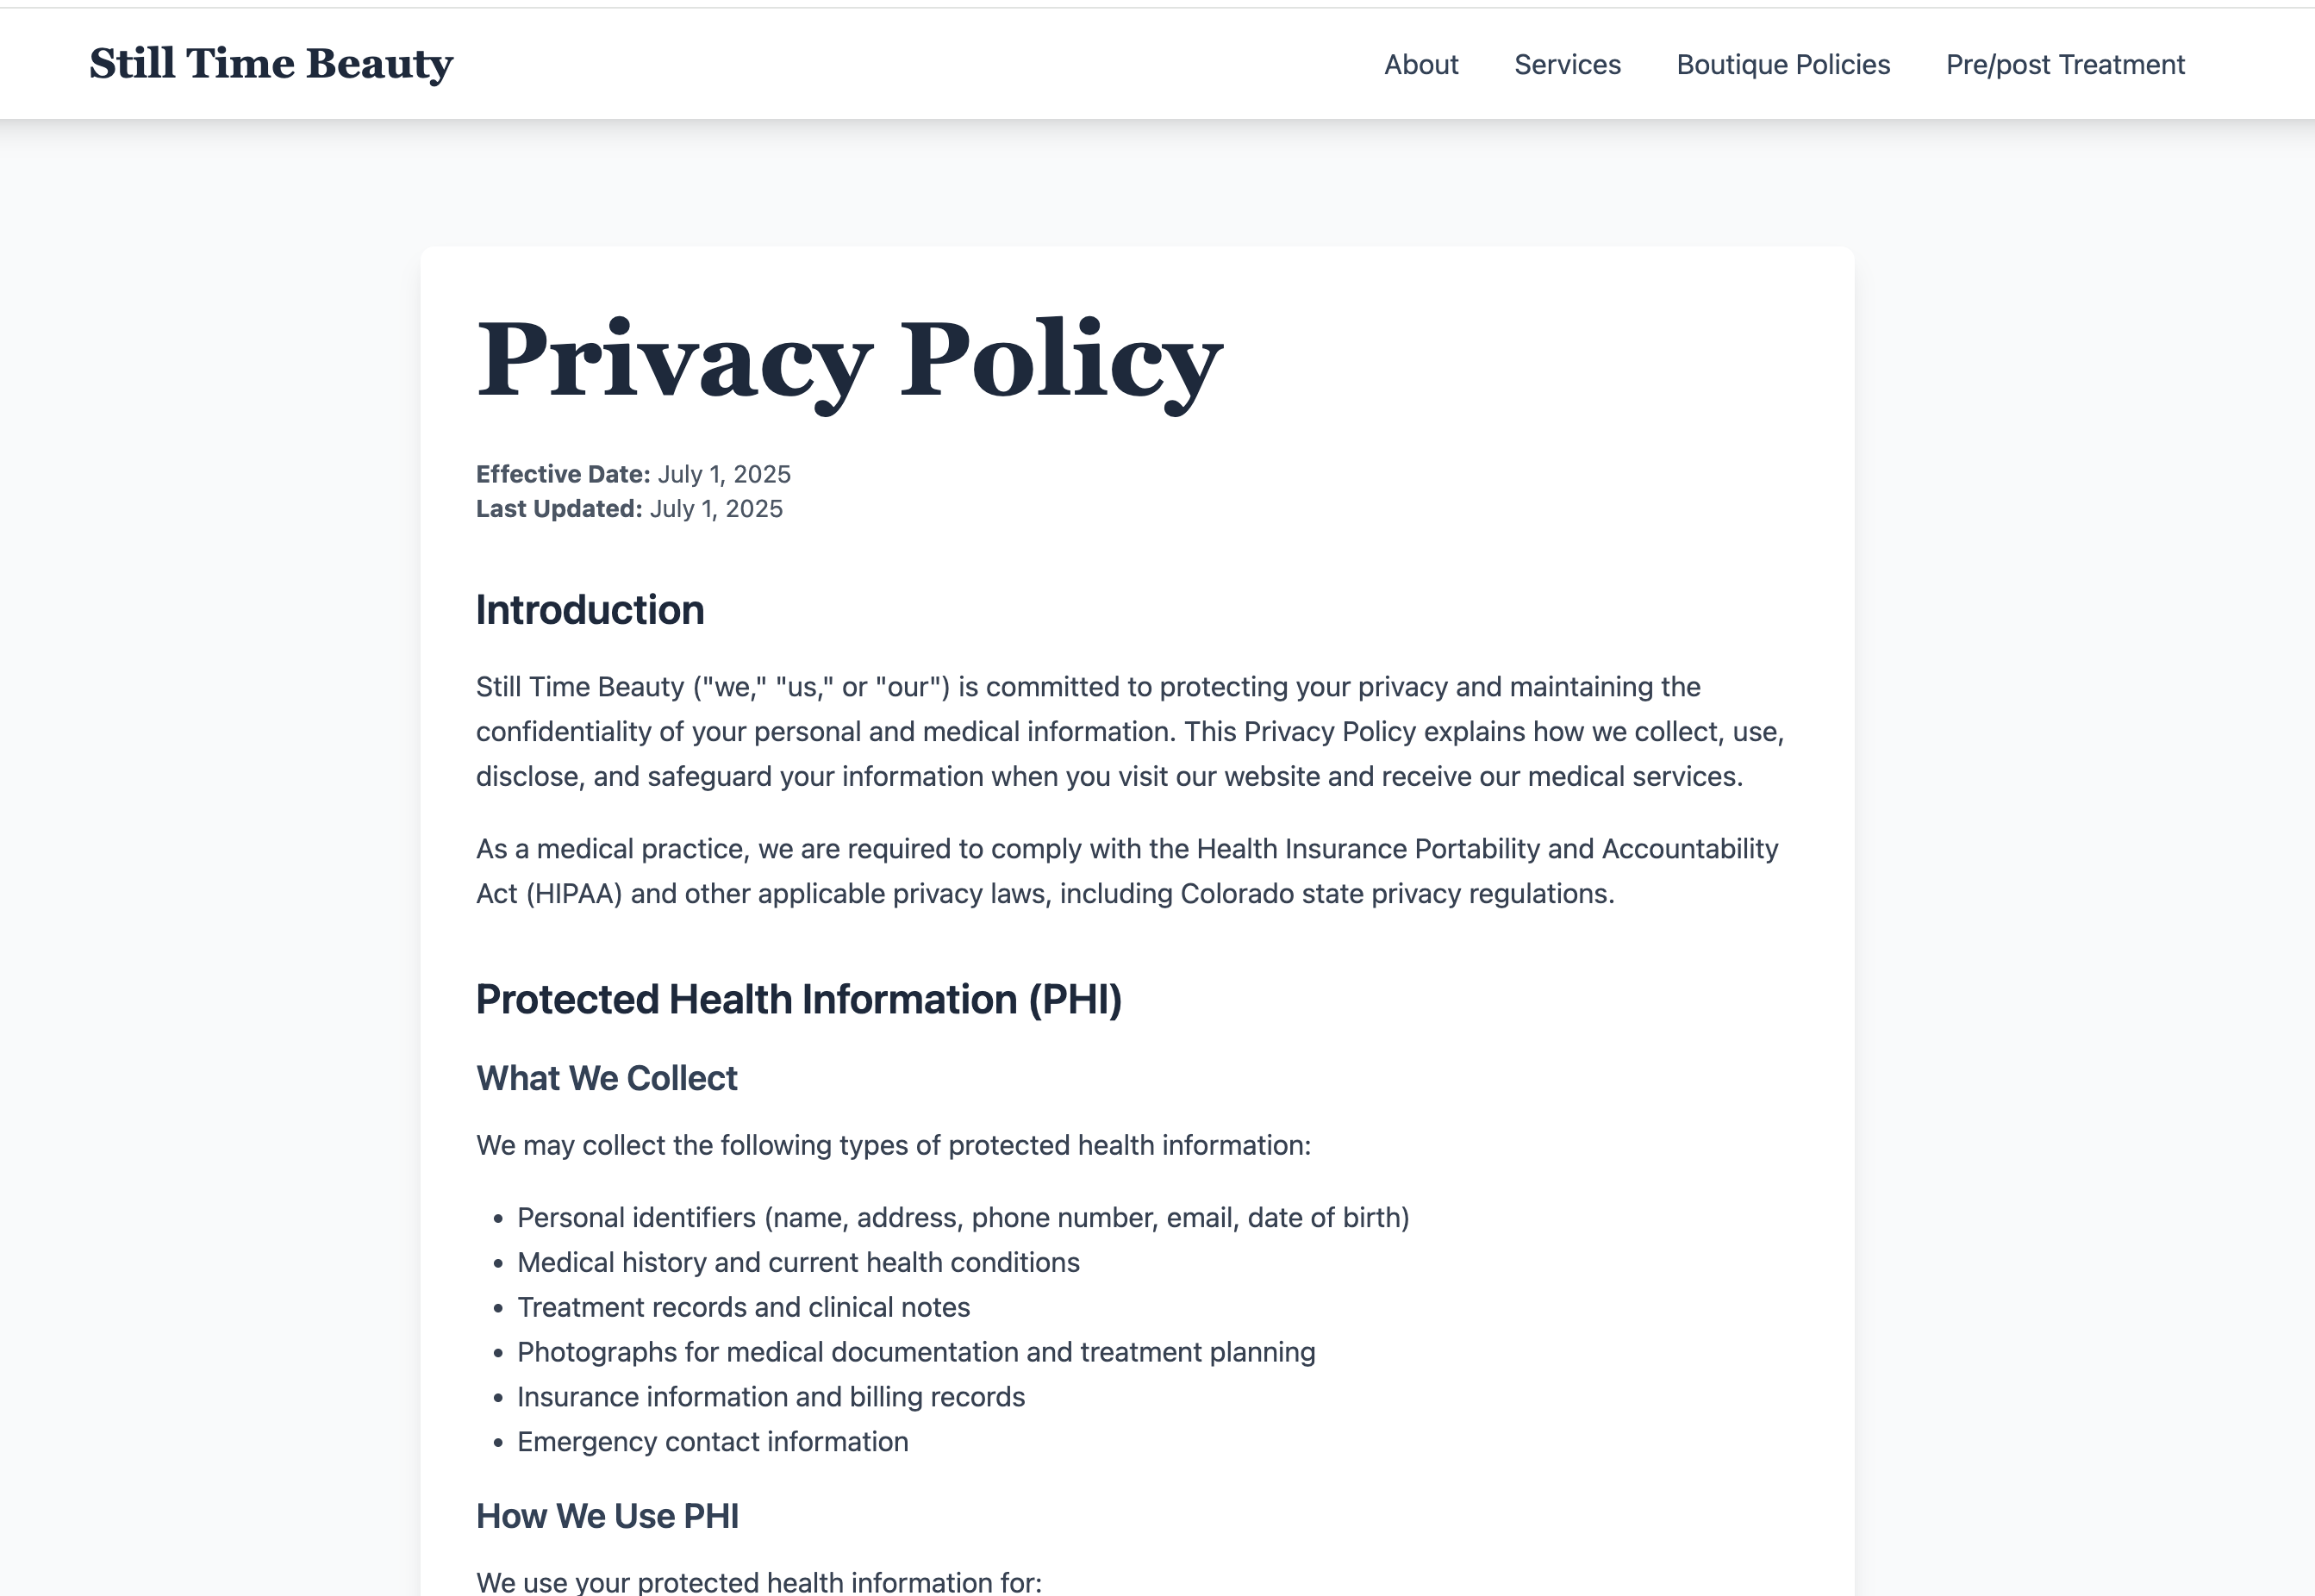 Still Time Beauty
About
Services
Boutique Policies
Pre/post Treatment
Privacy Policy
Effective Date: July 1, 2025
Last Updated: July 1, 2025
Introduction
Still Time Beauty ("we," "us," or "our") is committed to protecting your privacy and maintaining the
confidentiality of your personal and medical information. This Privacy Policy explains how we collect, use,
disclose, and safeguard your information when you visit our website and receive our medical services.
As a medical practice, we are required to comply with the Health Insurance Portability and Accountability
Act (HIPAA) and other applicable privacy laws, including Colorado state privacy regulations.
Protected Health Information (PHI)
What We Collect
We may collect the following types of protected health information:
• Personal identifiers (name, address, phone number, email, date of birth)
• Medical history and current health conditions
• Treatment records and clinical notes
• Photographs for medical documentation and treatment planning
• Insurance information and billing records
• Emergency contact information
How We Use PHI
We use your protected health information for: